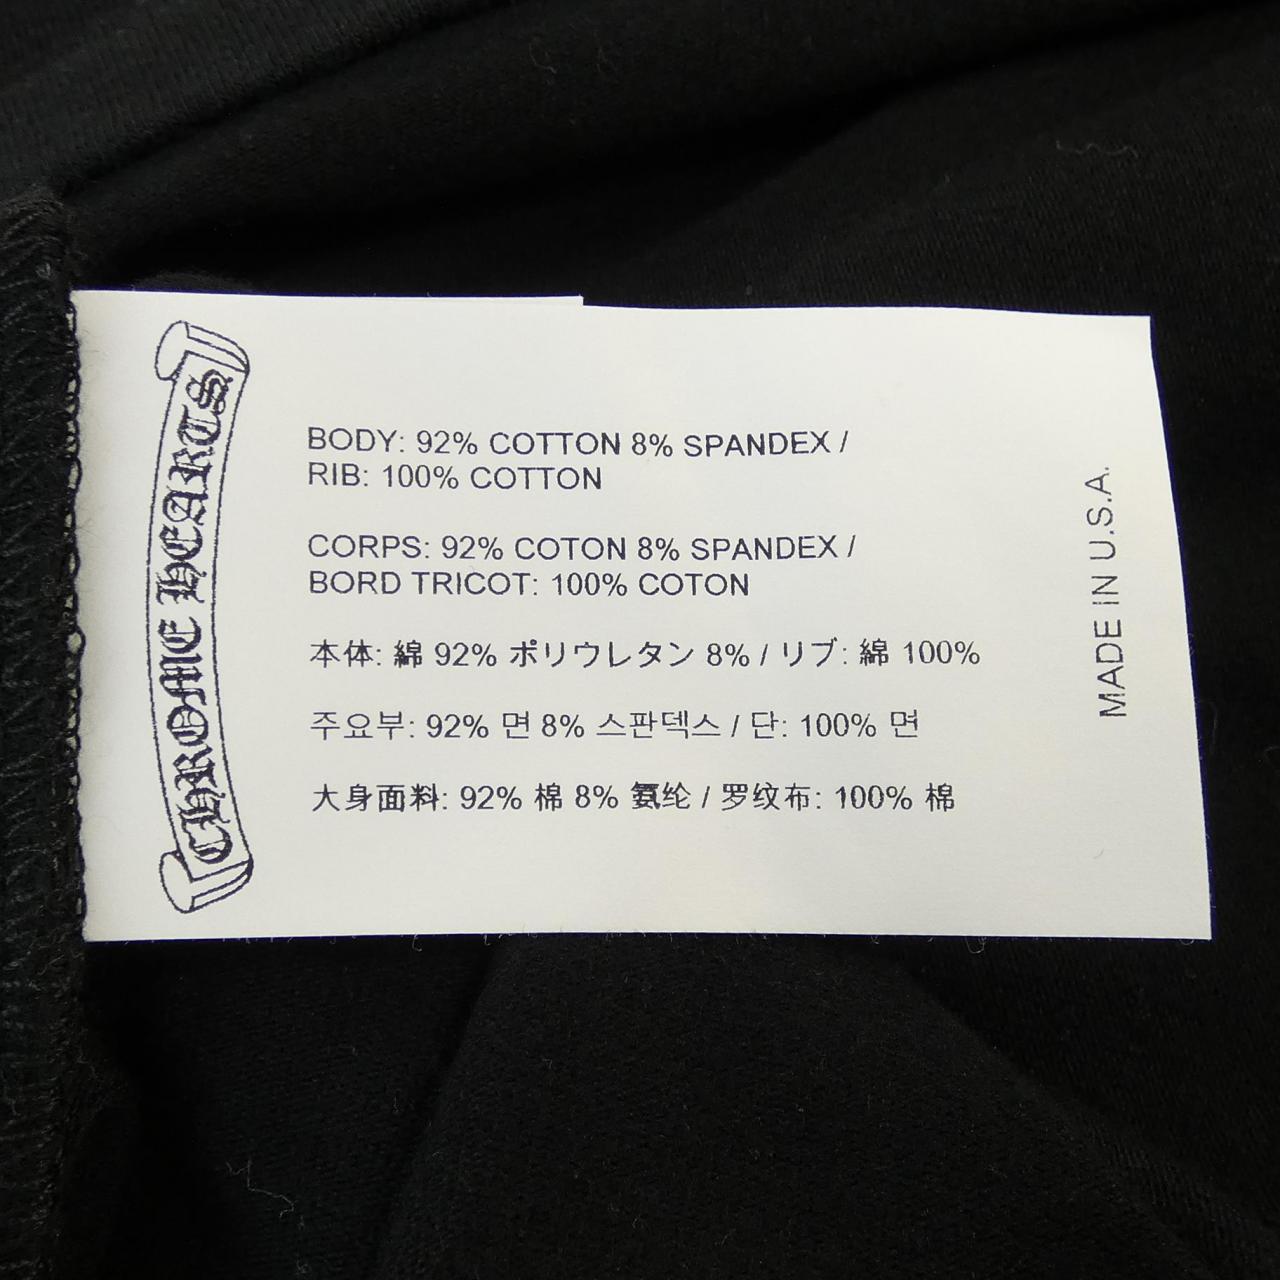 CHROME HEARTS
BODY: 92% COTTON 8% SPANDEX /
RIB: 100% COTTON
CORPS: 92% COTON 8% SPANDEX /
BORD TRICOT: 100% COTON
本体: 綿 92% ポリウレタン 8% / リブ: 綿 100%
주요부: 92% 면 8% 스판덱스 / 단: 100% 면
大身面料: 92% 棉 8% 氨纶 / 罗纹布: 100% 棉
MADE IN U.S.A.